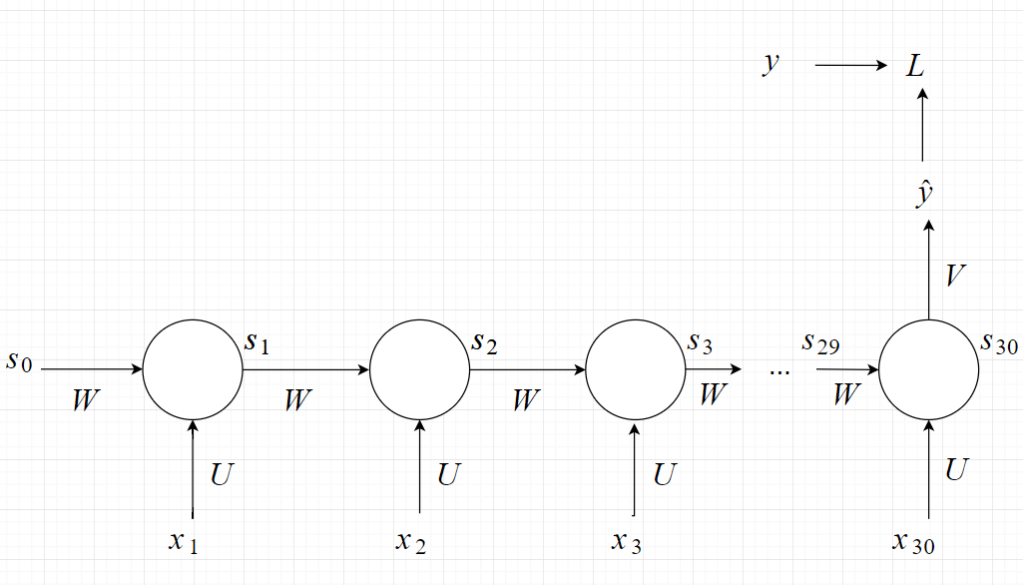 y L
ŷ
V
s₀ s₁ s₂ s₃ ... s₂₉ s₃₀
W W W W W
U U U U
x₁ x₂ x₃ x₃₀